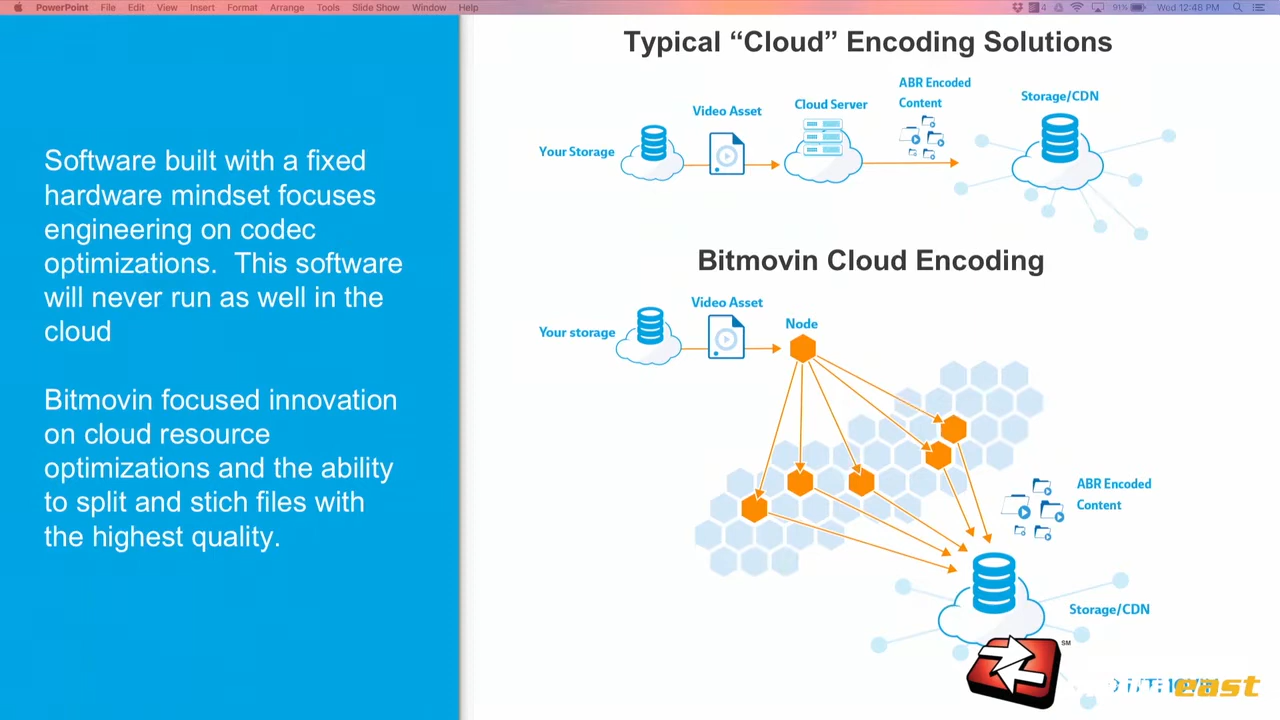 PowerPoint File Edit View Insert Format Arrange Tools Slide Show Window Help 4 91% Wed 12:48 PM
Software built with a fixed
hardware mindset focuses
engineering on codec
optimizations. This software
will never run as well in the
cloud
Bitmovin focused innovation
on cloud resource
optimizations and the ability
to split and stich files with
the highest quality.
Typical “Cloud” Encoding Solutions
Your Storage
Video Asset
Cloud Server
ABR Encoded
Content
Storage/CDN
Bitmovin Cloud Encoding
Your storage
Video Asset
Node
ABR Encoded
Content
Storage/CDN
SM
east